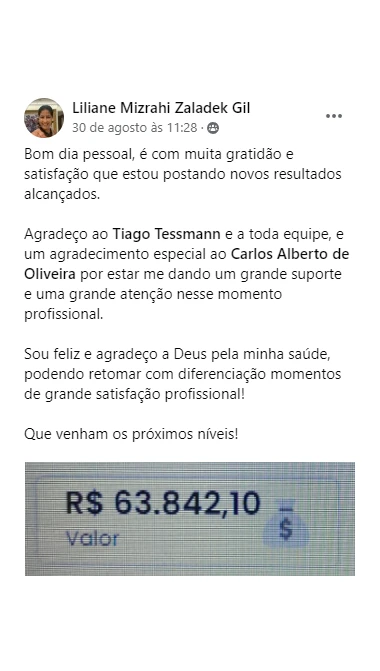 Liliane Mizrahi Zaladek Gil
30 de agosto às 11:28 ·
Bom dia pessoal, é com muita gratidão e
satisfação que estou postando novos resultados
alcançados.
Agradeço ao Tiago Tessmann e a toda equipe, e
um agradecimento especial ao Carlos Alberto de
Oliveira por estar me dando um grande suporte
e uma grande atenção nesse momento
profissional.
Sou feliz e agradeço a Deus pela minha saúde,
podendo retomar com diferenciação momentos
de grande satisfação profissional!
Que venham os próximos níveis!
R$ 63.842,10
Valor
$